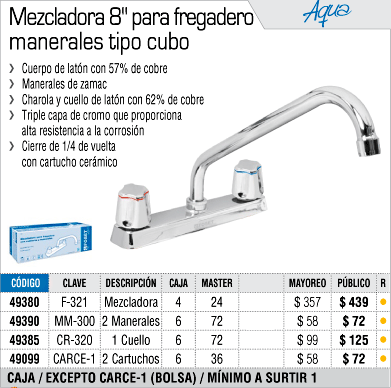 Mezcladora 8" para fregadero
manerales tipo cubo
Aqua
› Cuerpo de latón con 57% de cobre
› Manerales de zamac
› Charola y cuello de latón con 62% de cobre
› Triple capa de cromo que proporciona
alta resistencia a la corrosión
› Cierre de 1/4 de vuelta
con cartucho cerámico
FOSET
CÓDIGO CLAVE DESCRIPCIÓN CAJA MASTER MAYOREO PÚBLICO R
49380 F-321 Mezcladora 4 24 $ 357 $ 439
49390 MM-300 2 Manerales 6 72 $ 58 $ 72
49385 CR-320 1 Cuello 6 72 $ 99 $ 125
49099 CARCE-1 2 Cartuchos 6 36 $ 58 $ 72
CAJA / EXCEPTO CARCE-1 (BOLSA) / MÍNIMO A SURTIR 1